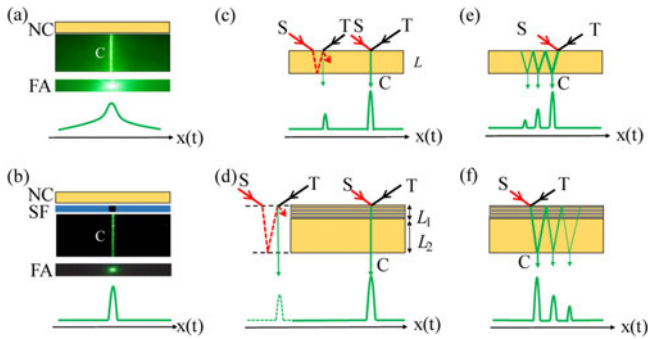 (a)
NC
C
FA
x(t)
(b)
NC
SF
C
FA
x(t)
(c)
S T S T
L
C
x(t)
(d)
S T S T
L1
L2
C
x(t)
(e)
S T
C
x(t)
(f)
S T
C
x(t)